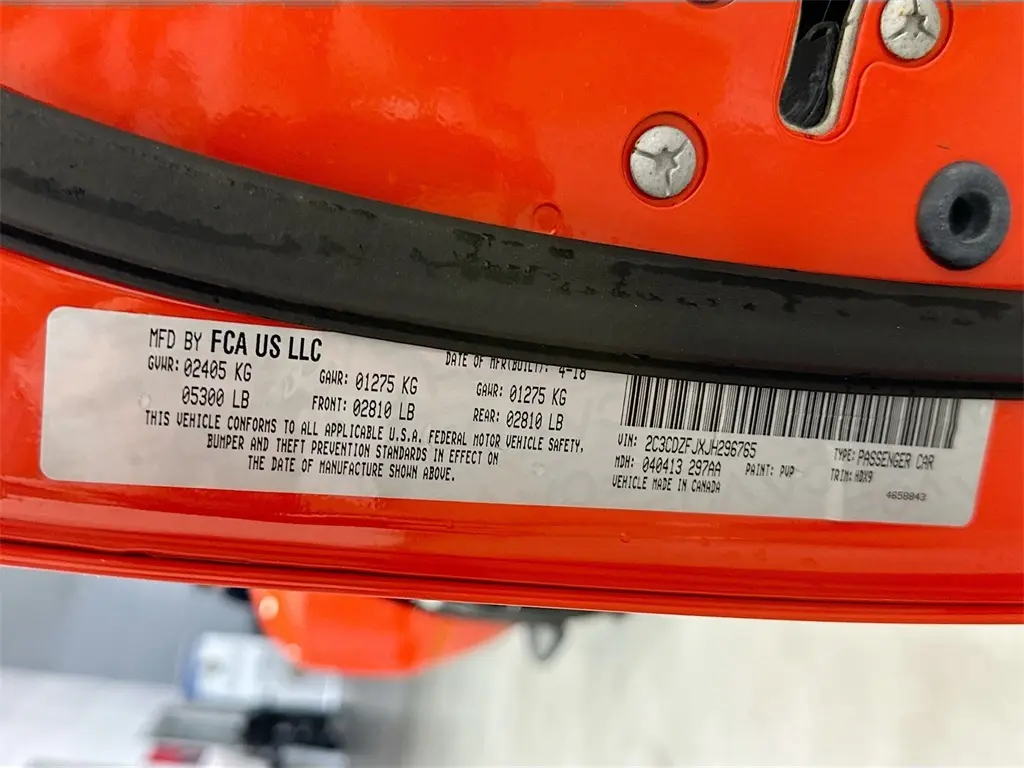 MFD BY FCA US LLC
DATE OF MFR(BUILT): 4-18
GVWR: 02405 KG
05300 LB
GAWR: 01275 KG
FRONT: 02810 LB
GAWR: 01275 KG
REAR: 02810 LB
THIS VEHICLE CONFORMS TO ALL APPLICABLE U.S.A. FEDERAL MOTOR VEHICLE SAFETY,
BUMPER AND THEFT PREVENTION STANDARDS IN EFFECT ON
THE DATE OF MANUFACTURE SHOWN ABOVE.
VIN: 2C3CDZFJXJH296765
TYPE: PASSENGER CAR
MDH: 040413 297AA
PAINT: PVP
TRIM: HDX9
VEHICLE MADE IN CANADA
4658843